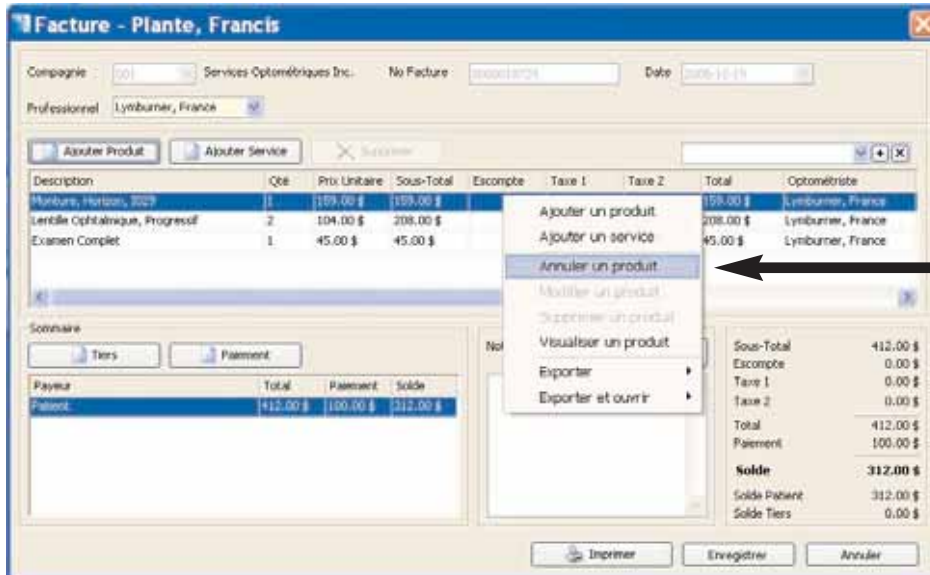 Facture - Plante, Francis
Compagnie 001 Services Optométriques Inc. No Facture Date
Professionnel Lymburner, France
Ajouter Produit Ajouter Service Supprimer
Description Qté Prix Unitaire Sous-Total Escompte Taxe 1 Taxe 2 Total Optométriste
Monture, Horizon, 1 159.00 $ 159.00 $ 159.00 $ Lymburner, France
Lentille Ophtalmique, Progressif 2 104.00 $ 208.00 $ 208.00 $ Lymburner, France
Examen Complet 1 45.00 $ 45.00 $ 45.00 $ Lymburner, France
Ajouter un produit
Ajouter un service
Annuler un produit
Modifier un produit
Supprimer un produit
Visualiser un produit
Exporter
Exporter et ouvrir
Sommaire
Tiers Paiement
Payeur Total Paiement Solde
Patient 412.00 $ 100.00 $ 312.00 $
Sous-Total 412.00 $
Escompte 0.00 $
Taxe 1 0.00 $
Taxe 2 0.00 $
Total 412.00 $
Paiement 100.00 $
Solde 312.00 $
Solde Patient 312.00 $
Solde Tiers 0.00 $
Imprimer Enregistrer Annuler